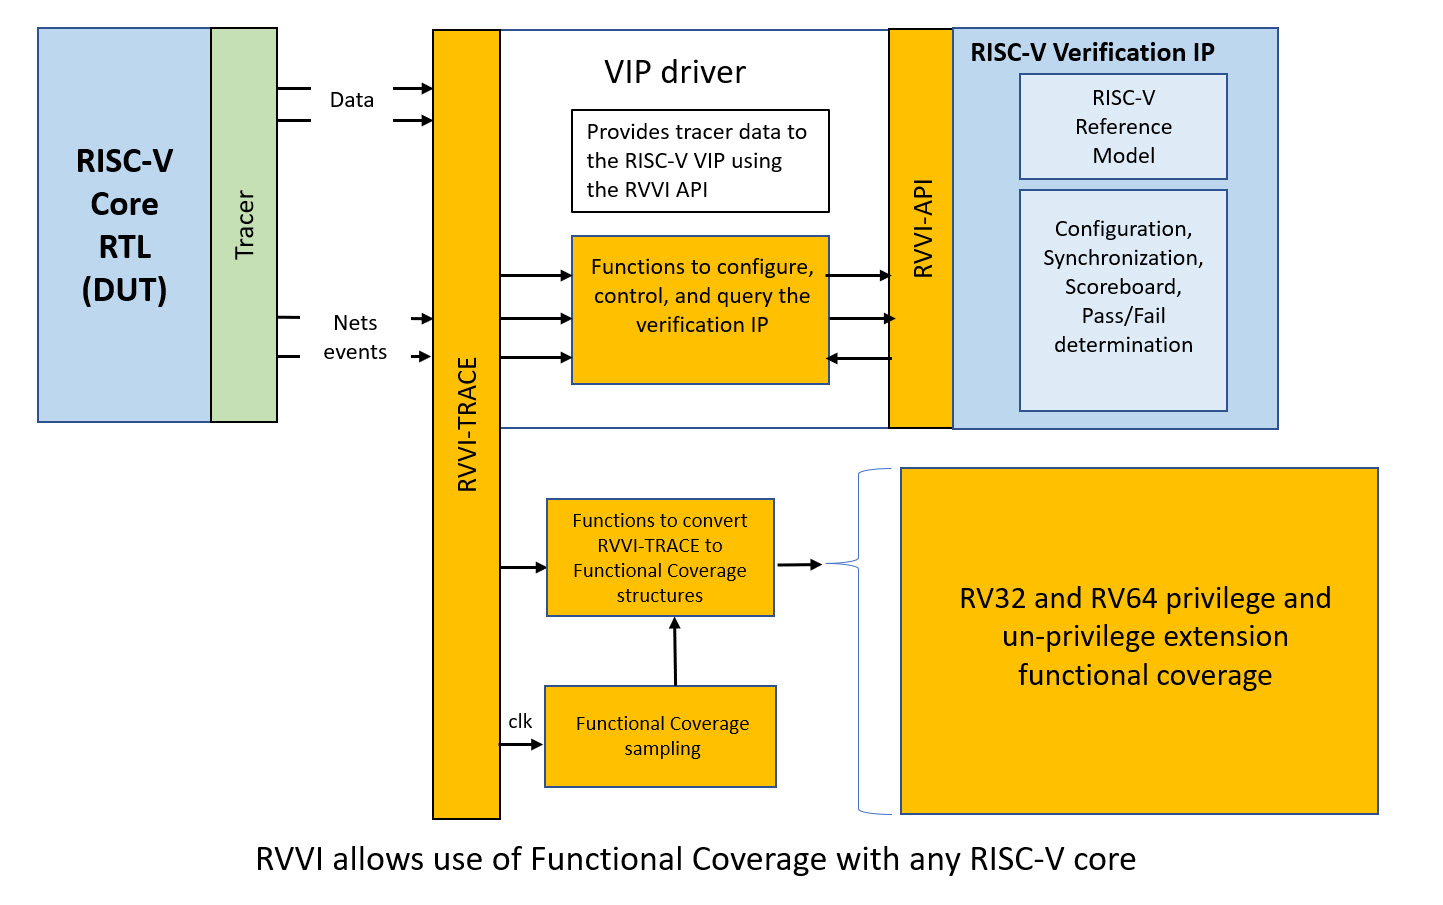 RISC-V
Core
RTL
(DUT)
Tracer
Data
Nets
events
RVVI-TRACE
VIP driver
Provides tracer data to
the RISC-V VIP using
the RVVI API
Functions to configure,
control, and query the
verification IP
RVVI-API
RISC-V Verification IP
RISC-V
Reference
Model
Configuration,
Synchronization,
Scoreboard,
Pass/Fail
determination
Functions to convert
RVVI-TRACE to
Functional Coverage
structures
clk
Functional Coverage
sampling
RV32 and RV64 privilege and
un-privilege extension
functional coverage
RVVI allows use of Functional Coverage with any RISC-V core